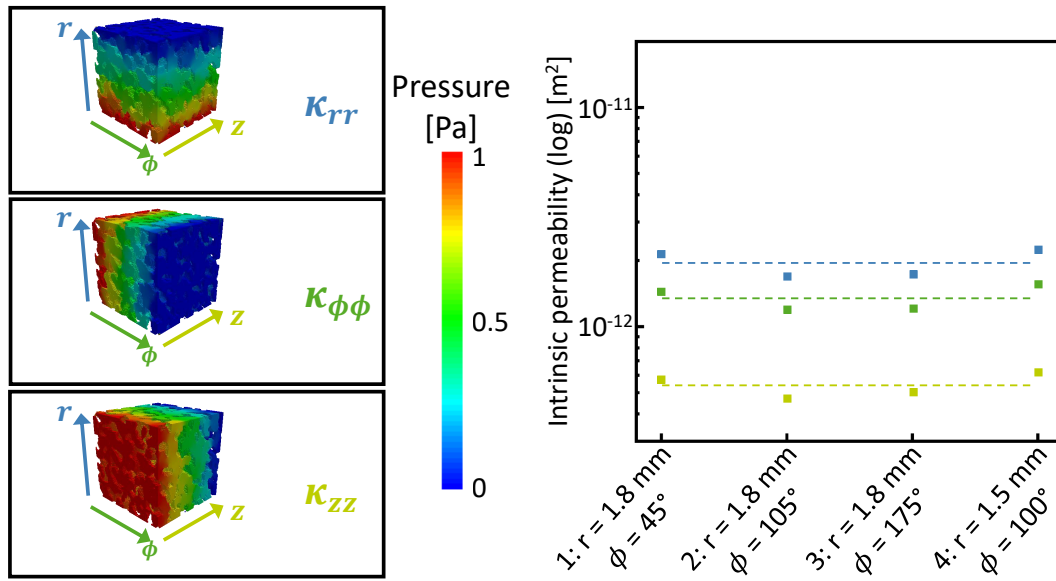 r
κrr
z
ϕ
r
κϕϕ
z
ϕ
r
κzz
z
ϕ
Pressure
[Pa]
1
0.5
0
Intrinsic permeability (log) [m²]
10⁻¹¹
10⁻¹²
1: r = 1.8 mm
ϕ = 45°
2: r = 1.8 mm
ϕ = 105°
3: r = 1.8 mm
ϕ = 175°
4: r = 1.5 mm
ϕ = 100°